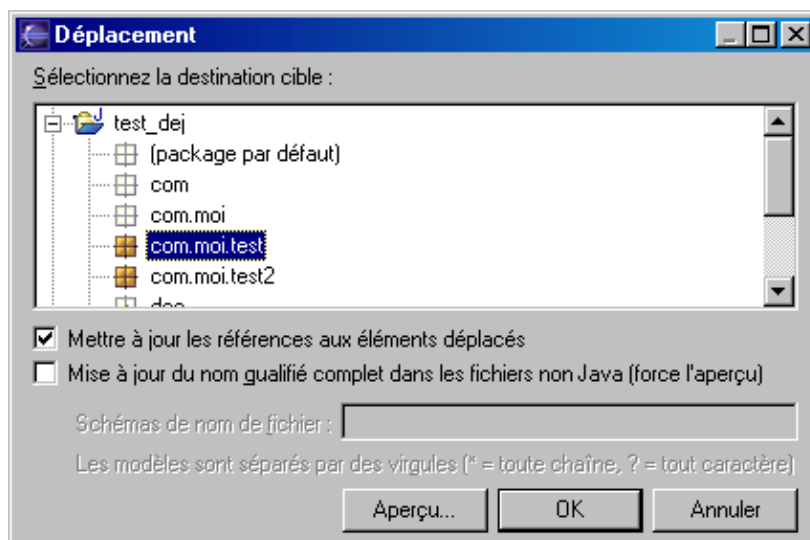 Déplacement
Sélectionnez la destination cible :
test_dej
(package par défaut)
com
com.moi
com.moi.test
com.moi.test2
Mettre à jour les références aux éléments déplacés
Mise à jour du nom qualifié complet dans les fichiers non Java (force l'aperçu)
Schémas de nom de fichier :
Les modèles sont séparés par des virgules (* = toute chaîne, ? = tout caractère)
Aperçu... OK Annuler